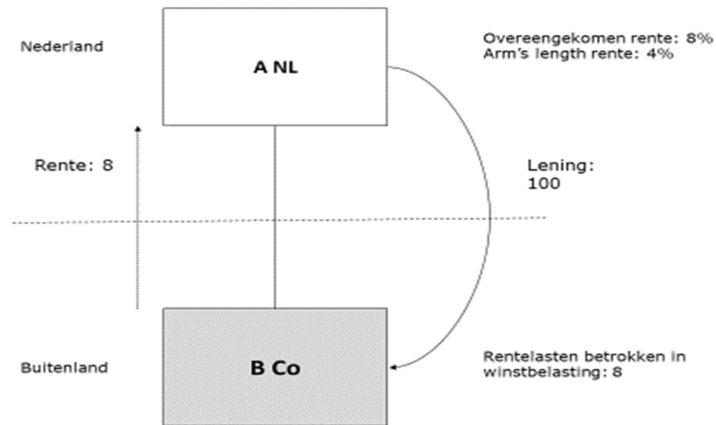 Nederland
A NL
Overeengekomen rente: 8%
Arm's length rente: 4%
Rente: 8
Lening:
100
Buitenland
B Co
Rentelasten betrokken in
winstbelasting: 8